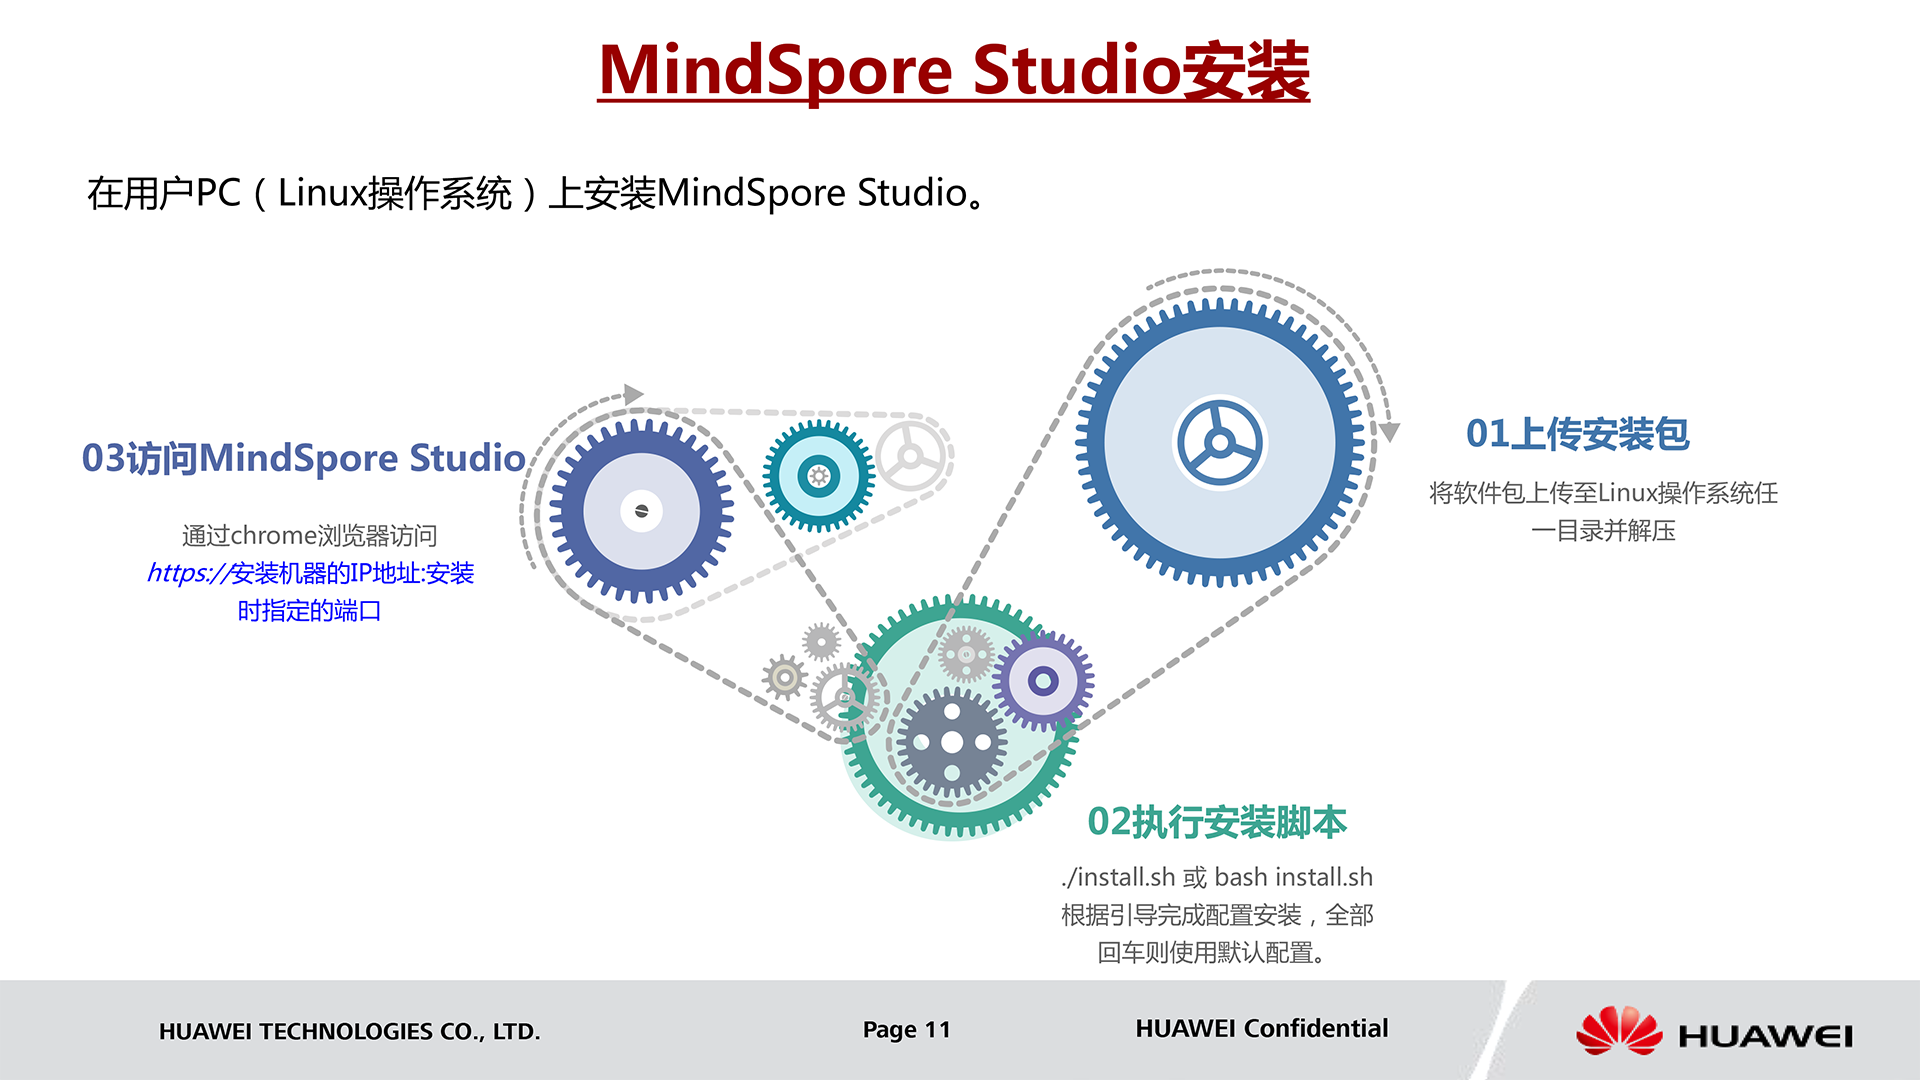 MindSpore Studio安装
在用户PC（Linux操作系统）上安装MindSpore Studio。
01上传安装包
将软件包上传至Linux操作系统任
一目录并解压
02执行安装脚本
./install.sh 或 bash install.sh
根据引导完成配置安装，全部
回车则使用默认配置。
03访问MindSpore Studio
通过chrome浏览器访问
https://安装机器的IP地址:安装
时指定的端口
HUAWEI TECHNOLOGIES CO., LTD.
Page 11
HUAWEI Confidential
HUAWEI